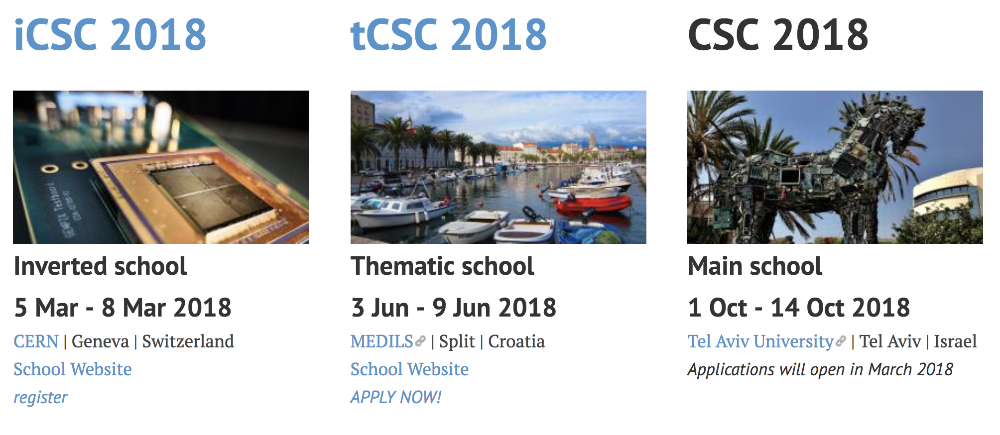 iCSC 2018
Inverted school
5 Mar - 8 Mar 2018
CERN | Geneva | Switzerland
School Website
register
tCSC 2018
Thematic school
3 Jun - 9 Jun 2018
MEDILS | Split | Croatia
School Website
APPLY NOW!
CSC 2018
Main school
1 Oct - 14 Oct 2018
Tel Aviv University | Tel Aviv | Israel
Applications will open in March 2018